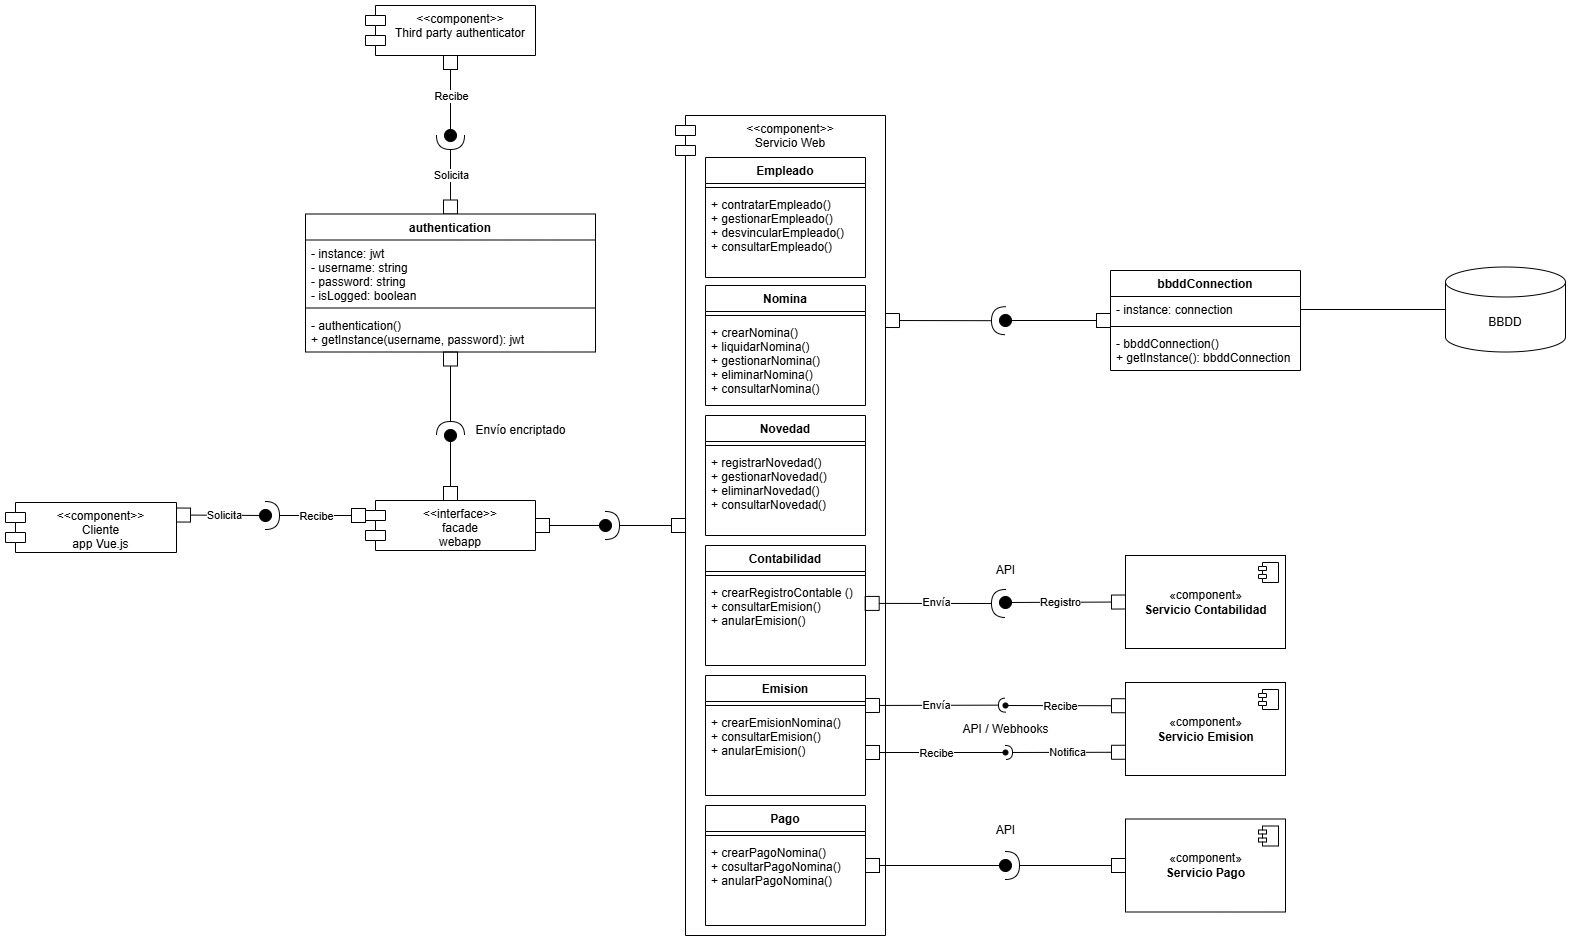 <<component>>
Third party authenticator
Recibe
Solicita
authentication
- instance: jwt
- username: string
- password: string
- isLogged: boolean
- authentication()
+ getInstance(username, password): jwt
Envío encriptado
<<component>>
Cliente
app Vue.js
Solicita
Recibe
<<interface>>
facade
webapp
<<component>>
Servicio Web
Empleado
+ contratarEmpleado()
+ gestionarEmpleado()
+ desvincularEmpleado()
+ consultarEmpleado()
Nomina
+ crearNomina()
+ liquidarNomina()
+ gestionarNomina()
+ eliminarNomina()
+ consultarNomina()
Novedad
+ registrarNovedad()
+ gestionarNovedad()
+ eliminarNovedad()
+ consultarNovedad()
Contabilidad
+ crearRegistroContable ()
+ consultarEmision()
+ anularEmision()
Emision
+ crearEmisionNomina()
+ consultarEmision()
+ anularEmision()
Pago
+ crearPagoNomina()
+ cosultarPagoNomina()
+ anularPagoNomina()
bbddConnection
- instance: connection
- bbddConnection()
+ getInstance(): bbddConnection
BBDD
API
Envía
Registro
«component»
Servicio Contabilidad
Envía
Recibe
API / Webhooks
Recibe
Notifica
«component»
Servicio Emision
API
«component»
Servicio Pago